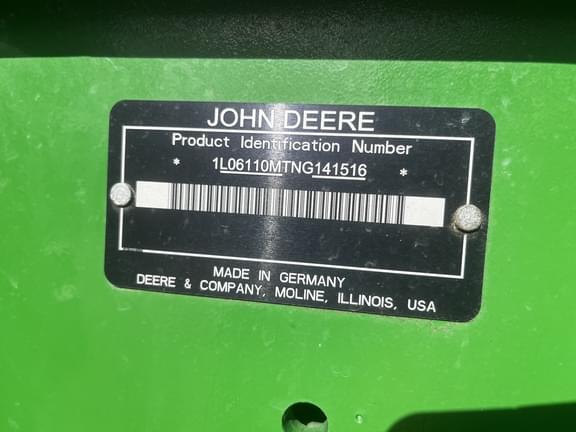 JOHN DEERE
Product Identification Number
* 1L06110MTNG141516 *
MADE IN GERMANY
DEERE & COMPANY, MOLINE, ILLINOIS, USA